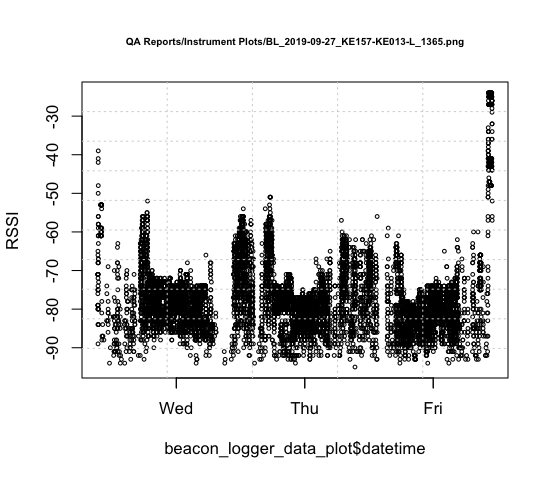 QA Reports/Instrument Plots/BL_2019-09-27_KE157-KE013-L_1365.png
-30
-40
-50
-60
-70
-80
-90
RSSI
Wed Thu Fri
beacon_logger_data_plot$datetime